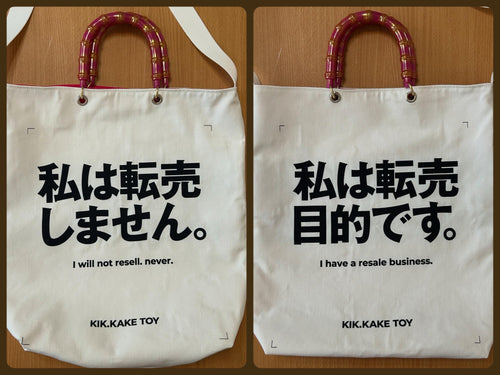 私は転売
しません。
I will not resell. never.
KIK.KAKE TOY
私は転売
目的です。
I have a resale business.
KIK.KAKE TOY